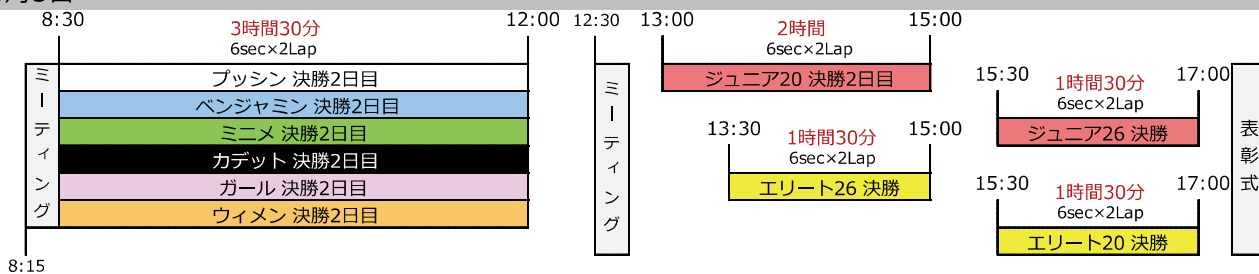 8:30
3時間30分
6sec×2Lap
12:00
ミーティング
プッシン 決勝2日目
ベンジャミン 決勝2日目
ミニメ 決勝2日目
カデット 決勝2日目
ガール 決勝2日目
ウィメン 決勝2日目
8:15
12:30
ミーティング
13:00
2時間
6sec×2Lap
15:00
ジュニア20 決勝2日目
13:30
1時間30分
6sec×2Lap
15:00
エリート26 決勝
15:30
1時間30分
6sec×2Lap
17:00
ジュニア26 決勝
15:30
1時間30分
6sec×2Lap
17:00
エリート20 決勝
表彰式